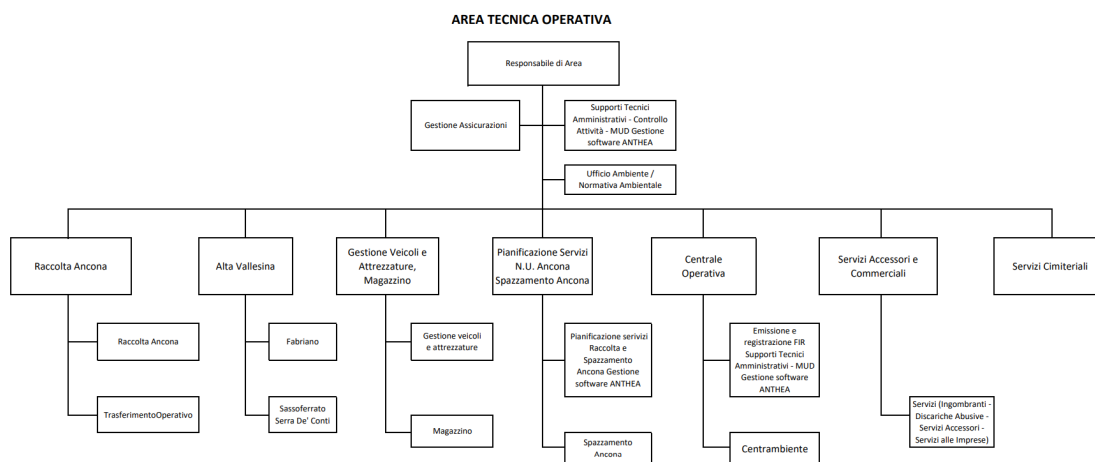 AREA TECNICA OPERATIVA
Responsabile di Area
Gestione Assicurazioni
Supporti Tecnici
Amministrativi - Controllo
Attività - MUD Gestione
software ANTHEA
Ufficio Ambiente /
Normativa Ambientale
Raccolta Ancona
Alta Vallesina
Gestione Veicoli e
Attrezzature,
Magazzino
Pianificazione Servizi
N.U. Ancona
Spazzamento Ancona
Centrale
Operativa
Servizi Accessori e
Commerciali
Servizi Cimiteriali
Raccolta Ancona
Fabriano
Gestione veicoli
e attrezzature
Pianificazione serivizi
Raccolta e
Spazzamento
Ancona Gestione
software ANTHEA
Emissione e
registrazione FIR
Supporti Tecnici
Amministrativi - MUD
Gestione software
ANTHEA
TrasferimentoOperativo
Sassoferrato
Serra De' Conti
Magazzino
Spazzamento
Ancona
Centrambiente
Servizi (Ingombranti -
Discariche Abusive -
Servizi Accessori -
Servizi alle Imprese)